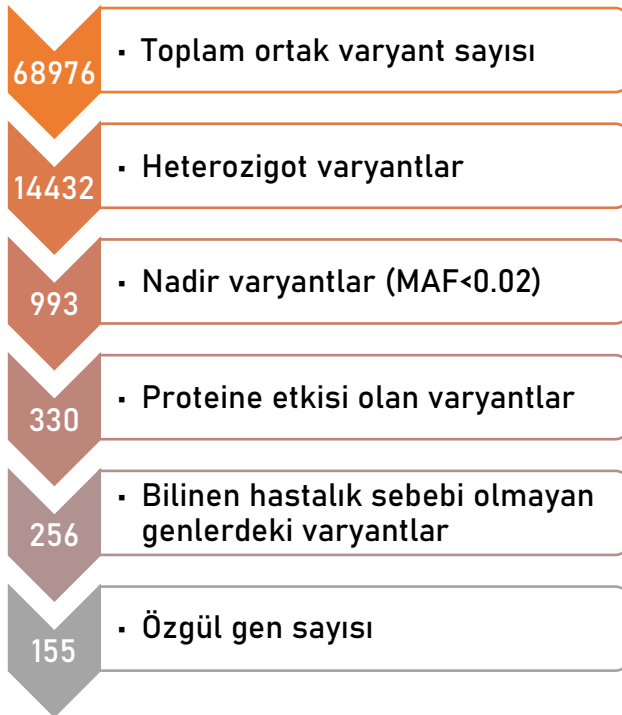 68976
▪ Toplam ortak varyant sayısı
14432
▪ Heterozigot varyantlar
993
▪ Nadir varyantlar (MAF<0.02)
330
▪ Proteine etkisi olan varyantlar
256
▪ Bilinen hastalık sebebi olmayan
genlerdeki varyantlar
155
▪ Özgül gen sayısı